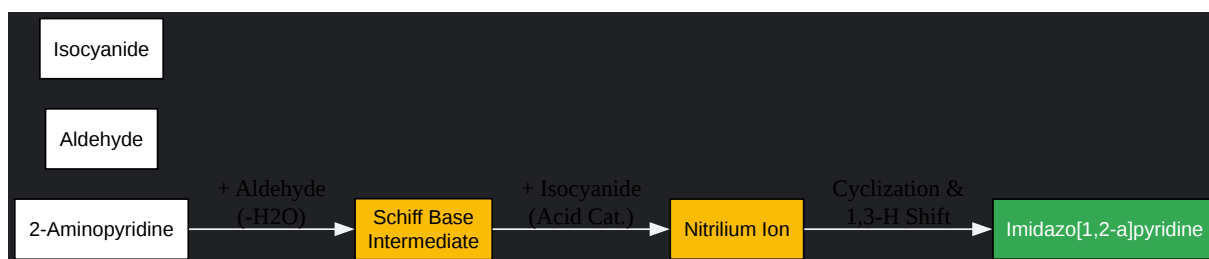 Isocyanide
Aldehyde
2-Aminopyridine
+ Aldehyde
(-H2O)
Schiff Base
Intermediate
+ Isocyanide
(Acid Cat.)
Nitrilium Ion
Cyclization &
1,3-H Shift
Imidazo[1,2-a]pyridine